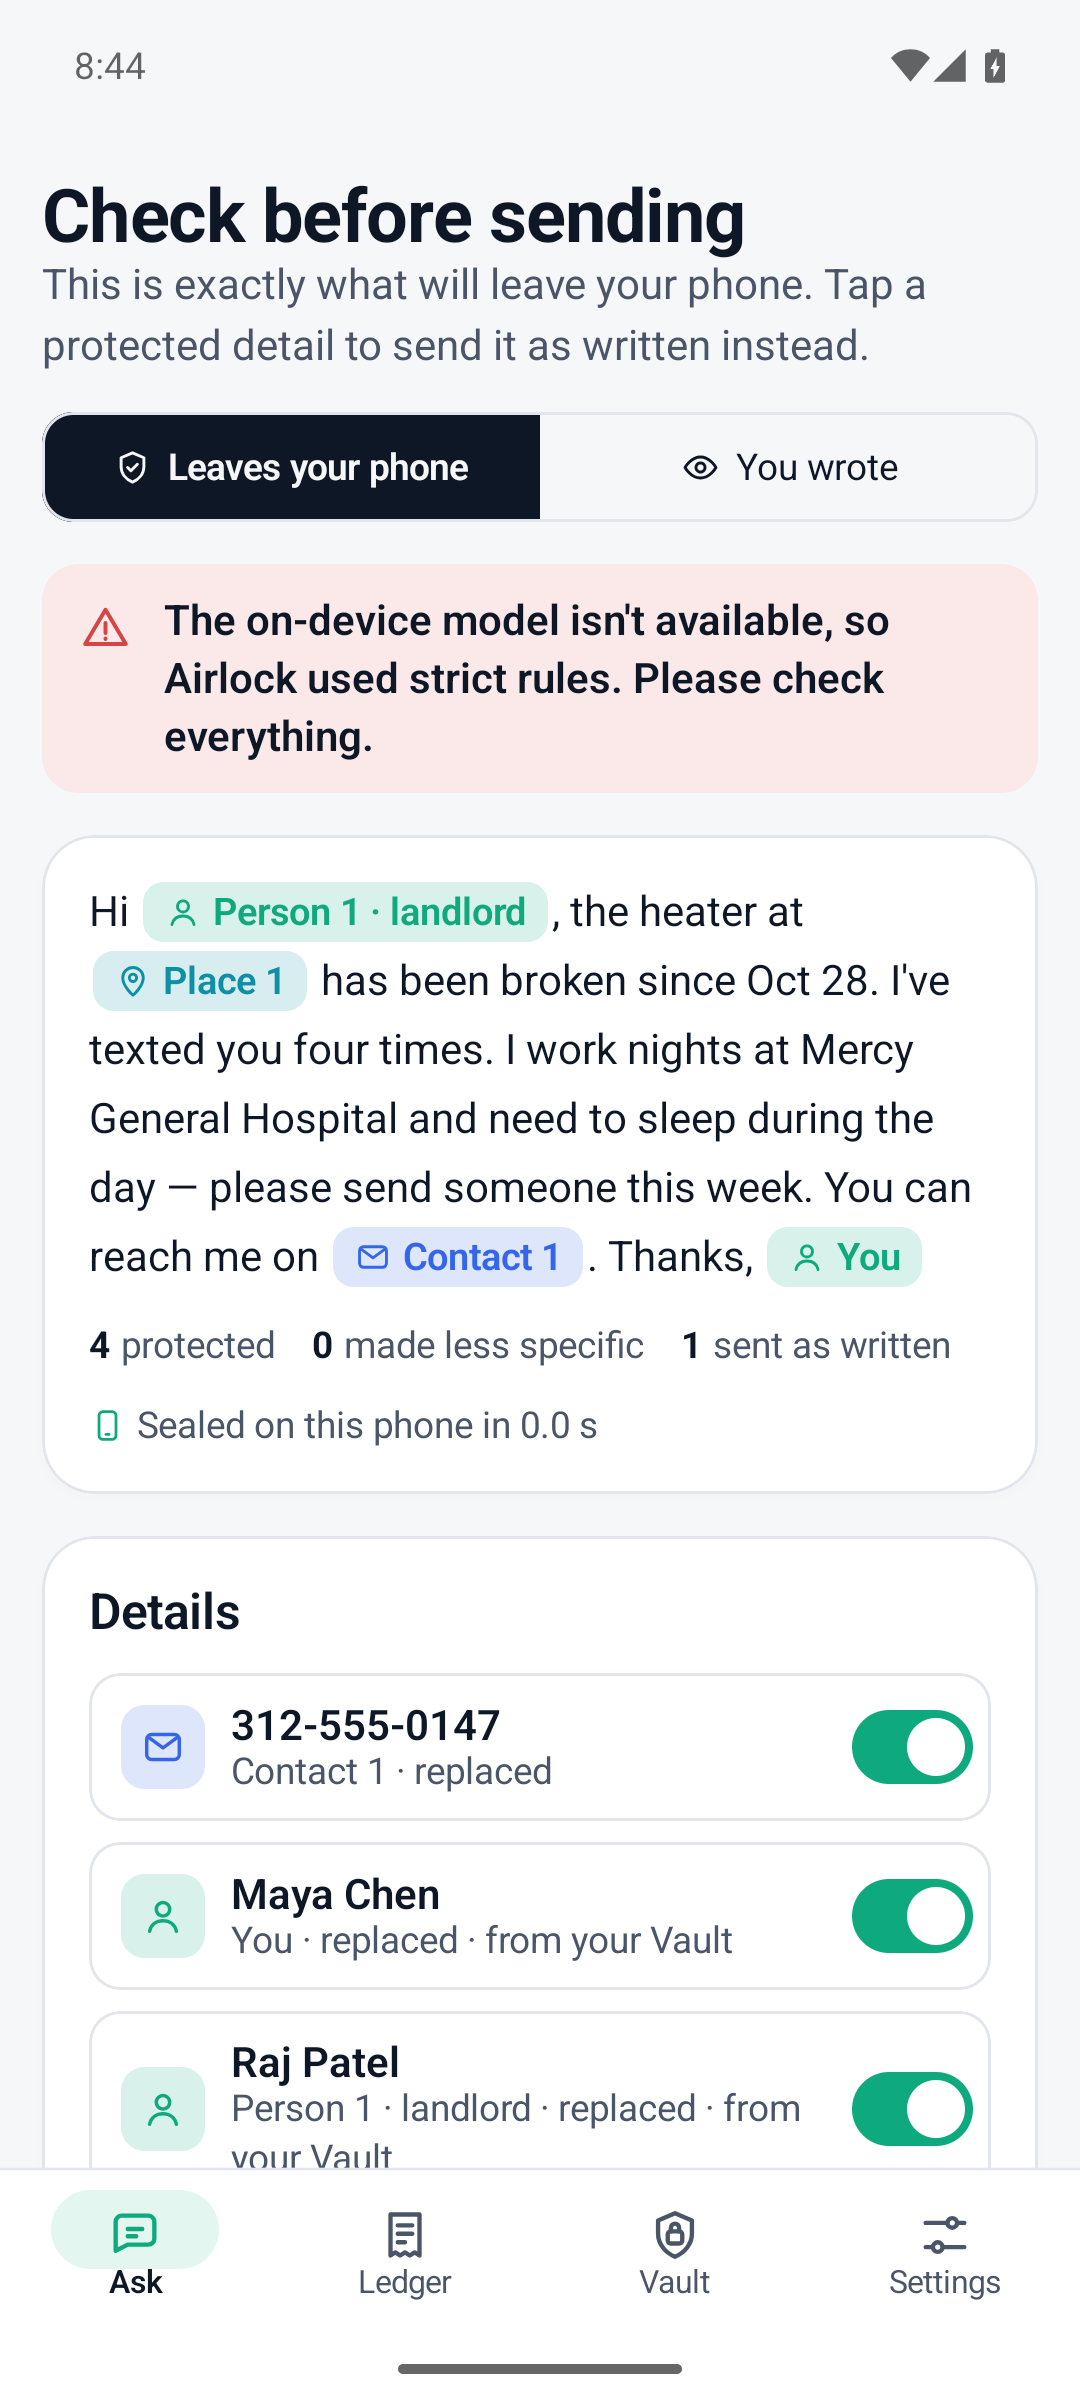 8:44
Check before sending
This is exactly what will leave your phone. Tap a
protected detail to send it as written instead.
Leaves your phone
You wrote
The on-device model isn't available, so
Airlock used strict rules. Please check
everything.
Hi Person 1 · landlord, the heater at
Place 1 has been broken since Oct 28. I've
texted you four times. I work nights at Mercy
General Hospital and need to sleep during the
day — please send someone this week. You can
reach me on Contact 1. Thanks, You
4 protected 0 made less specific 1 sent as written
Sealed on this phone in 0.0 s
Details
312-555-0147
Contact 1 · replaced
Maya Chen
You · replaced · from your Vault
Raj Patel
Person 1 · landlord · replaced · from
your Vault
Ask
Ledger
Vault
Settings